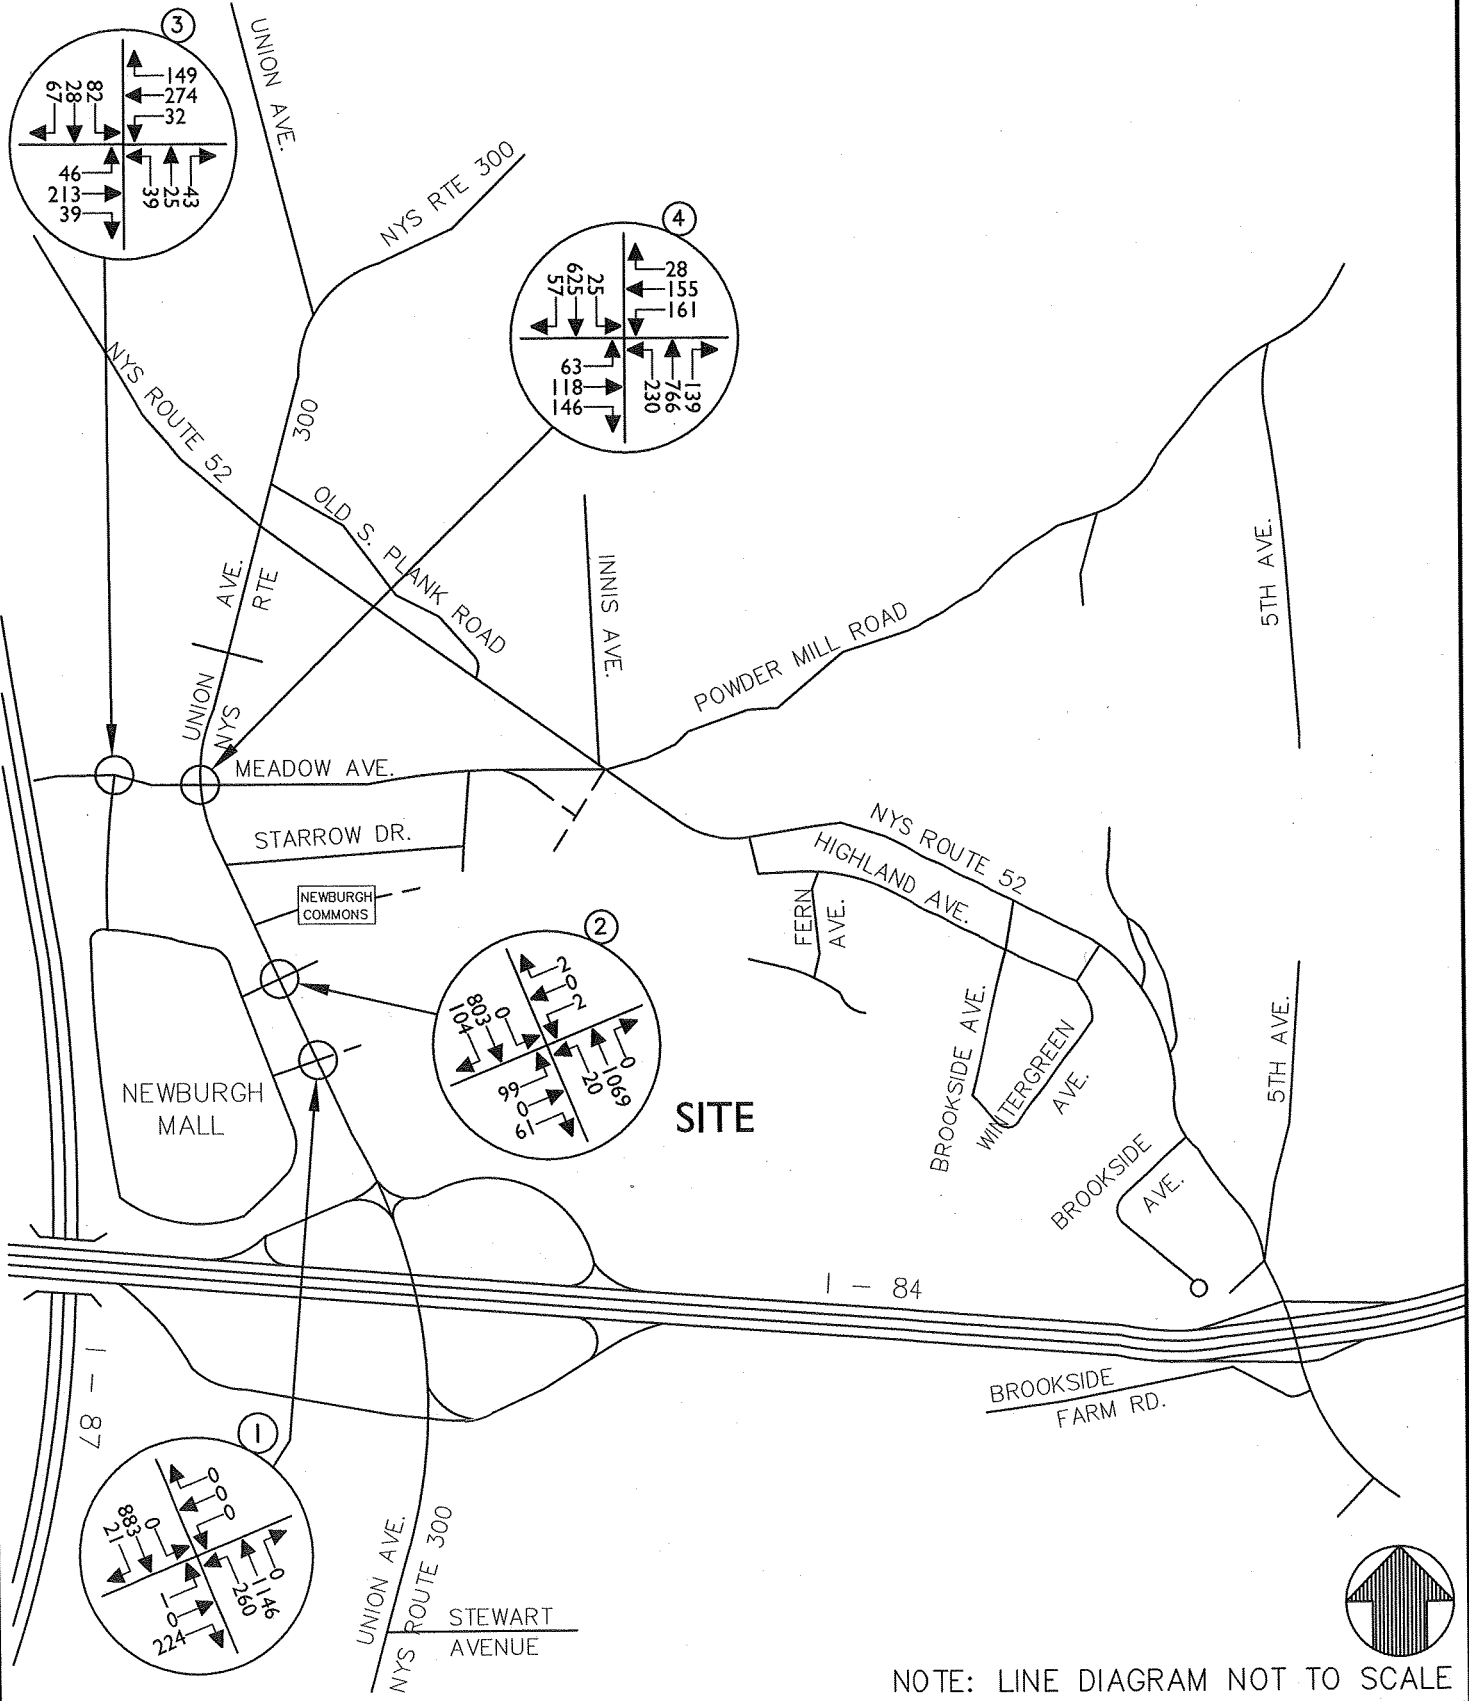 3
149
274
32
82
28
67
46
213
39
39
25
43
UNION AVE.
NYS RTE 300
4
28
155
161
25
625
57
63
118
146
230
766
139
NYS ROUTE 52
300
OLD S. PLANK ROAD
AVE.
RTE
INNIS AVE.
5TH AVE.
POWDER MILL ROAD
UNION
NYS
MEADOW AVE.
STARROW DR.
NEWBURGH
COMMONS
NYS ROUTE 52
HIGHLAND AVE.
FERN
AVE.
2
2
0
2
0
803
104
99
0
61
20
1069
0
SITE
NEWBURGH
MALL
BROOKSIDE AVE.
WINTERGREEN
AVE.
5TH AVE.
BROOKSIDE
AVE.
I - 84
I - 87
BROOKSIDE
FARM RD.
1
0
0
0
0
883
21
1
0
224
260
1146
0
UNION AVE.
NYS ROUTE 300
STEWART
AVENUE
NOTE: LINE DIAGRAM NOT TO SCALE